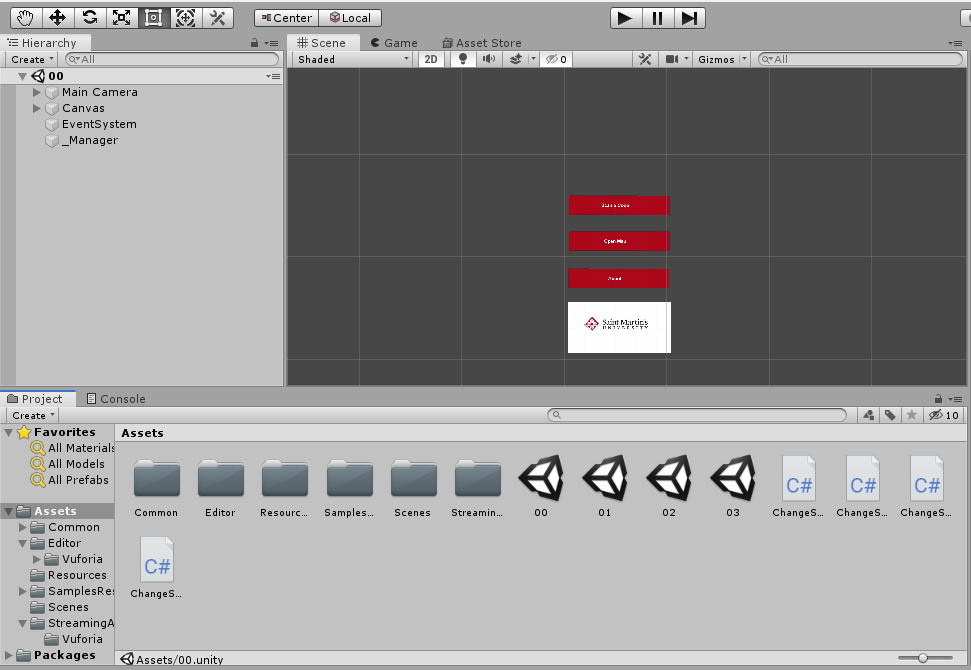 Center Local
Hierarchy
Create All
00
Main Camera
Canvas
EventSystem
_Manager
Scene Game Asset Store
Shaded 2D 0 Gizmos All
Open Map
About
Saint Martin's
UNIVERSITY
Project Console
Create 10
Favorites
All Materials
All Models
All Prefabs
Assets
Common
Editor
Vuforia
Resources
SamplesRes
Scenes
StreamingA
Vuforia
Packages
Assets
Common Editor Resourc... Samples... Scenes Streamin... 00 01 02 03 ChangeS... ChangeS... ChangeS...
C# C# C#
C#
ChangeS...
Assets/00.unity